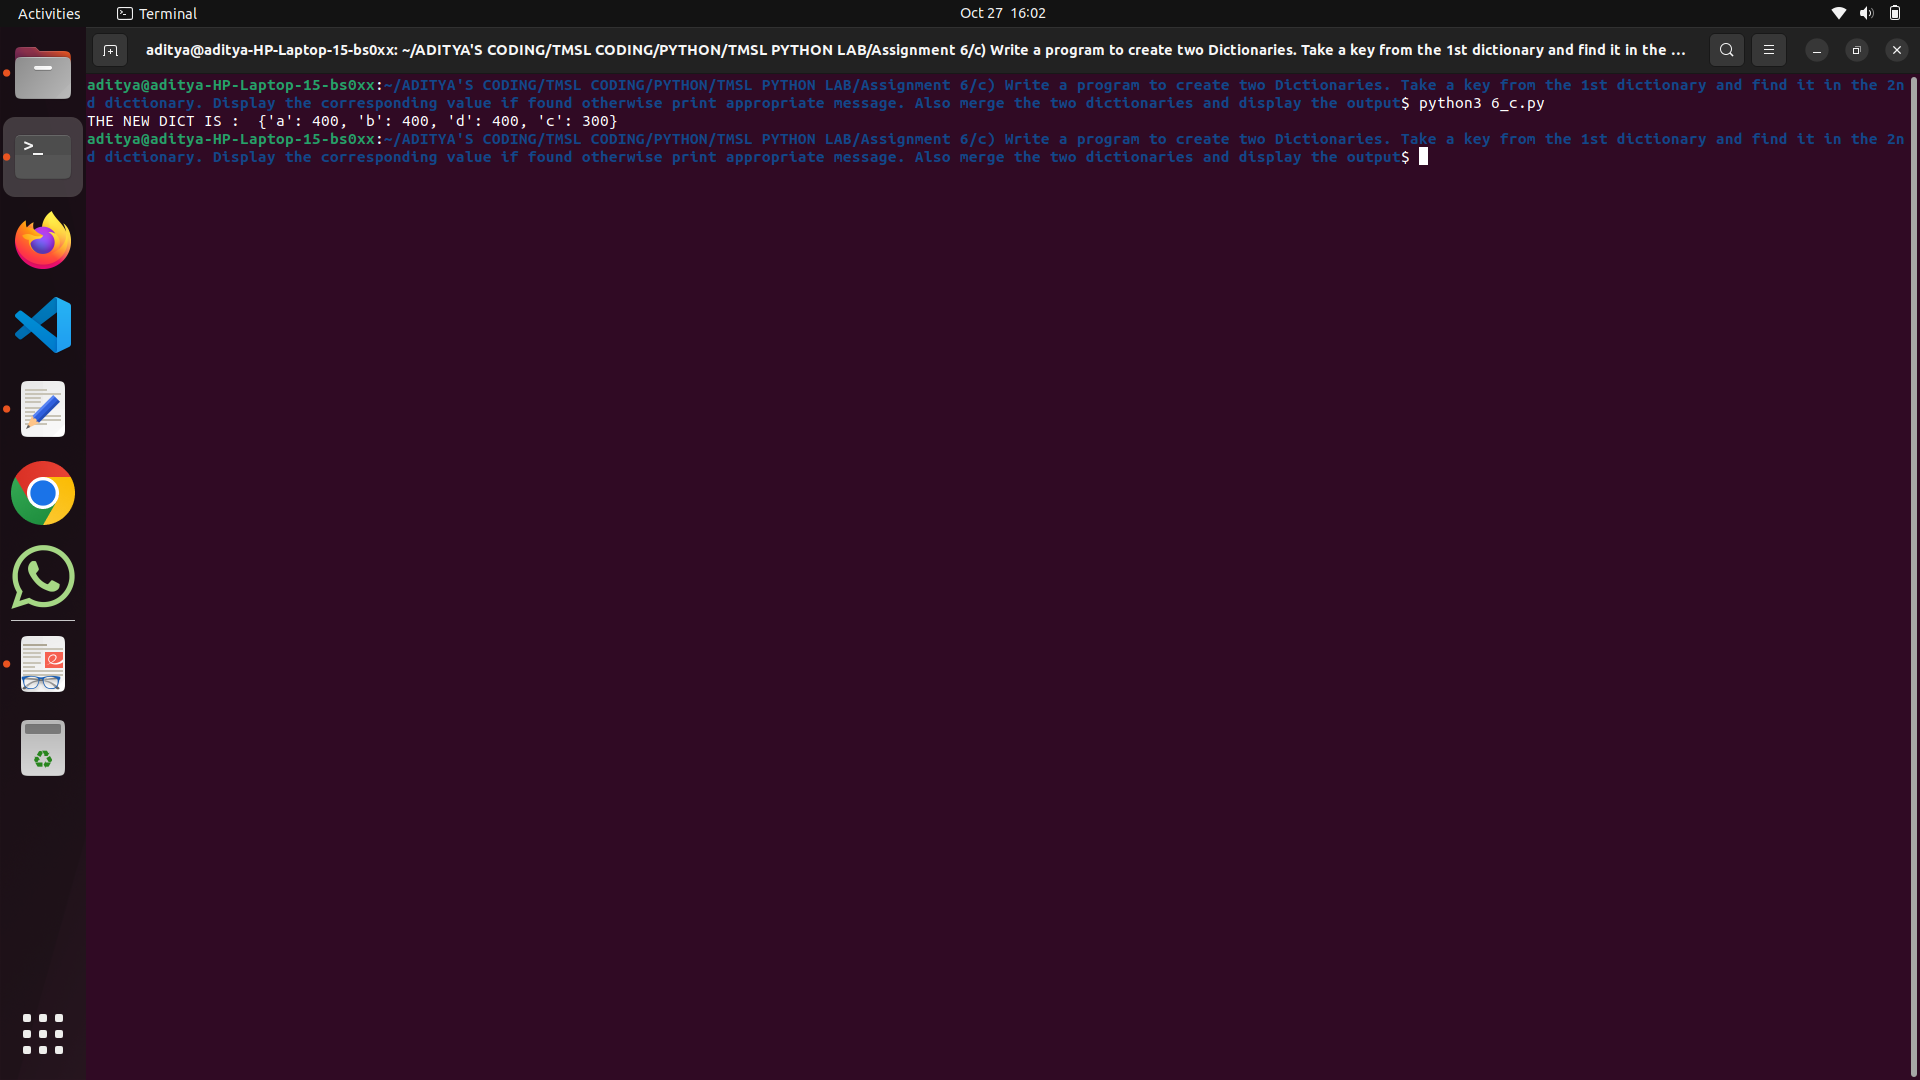 Activities
Terminal
Oct 27 16:02
aditya@aditya-HP-Laptop-15-bs0xx: ~/ADITYA'S CODING/TMSL CODING/PYTHON/TMSL PYTHON LAB/Assignment 6/c) Write a program to create two Dictionaries. Take a key from the 1st dictionary and find it in the ...
aditya@aditya-HP-Laptop-15-bs0xx:~/ADITYA'S CODING/TMSL CODING/PYTHON/TMSL PYTHON LAB/Assignment 6/c) Write a program to create two Dictionaries. Take a key from the 1st dictionary and find it in the 2n
d dictionary. Display the corresponding value if found otherwise print appropriate message. Also merge the two dictionaries and display the output$ python3 6_c.py
THE NEW DICT IS :  {'a': 400, 'b': 400, 'd': 400, 'c': 300}
aditya@aditya-HP-Laptop-15-bs0xx:~/ADITYA'S CODING/TMSL CODING/PYTHON/TMSL PYTHON LAB/Assignment 6/c) Write a program to create two Dictionaries. Take a key from the 1st dictionary and find it in the 2n
d dictionary. Display the corresponding value if found otherwise print appropriate message. Also merge the two dictionaries and display the output$